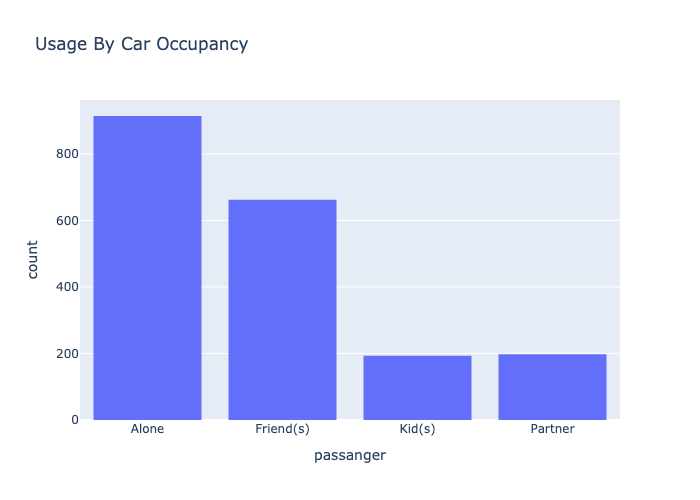 Usage By Car Occupancy
800
600
400
200
0
count
Alone Friend(s) Kid(s) Partner
passanger